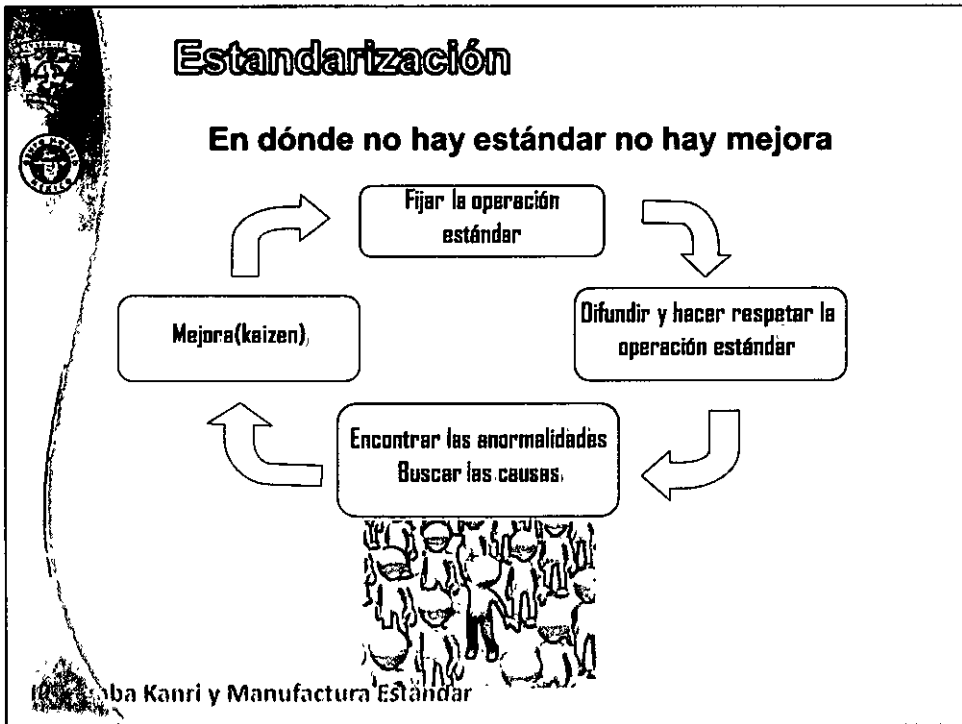 Estandarización
En dónde no hay estándar no hay mejora
Fijar la operación
estándar
Difundir y hacer respetar la
operación estándar
Encontrar las anormalidades
Buscar las causas
Mejora(kaizen)
Kanri y Manufactura Estándar